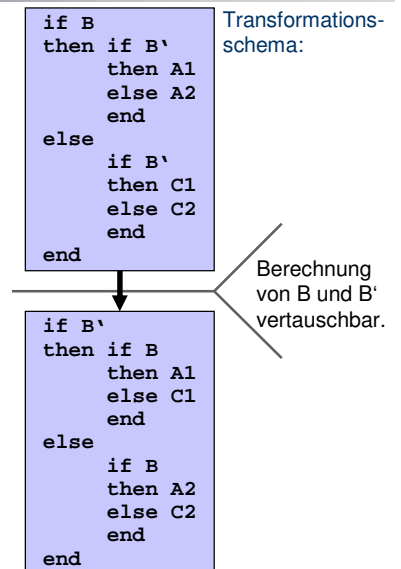 if B
then if B‘
then A1
else A2
end
else
if B‘
then C1
else C2
end
end
Transformations-
schema:
Berechnung
von B und B‘
vertauschbar.
if B‘
then if B
then A1
else C1
end
else
if B
then A2
else C2
end
end